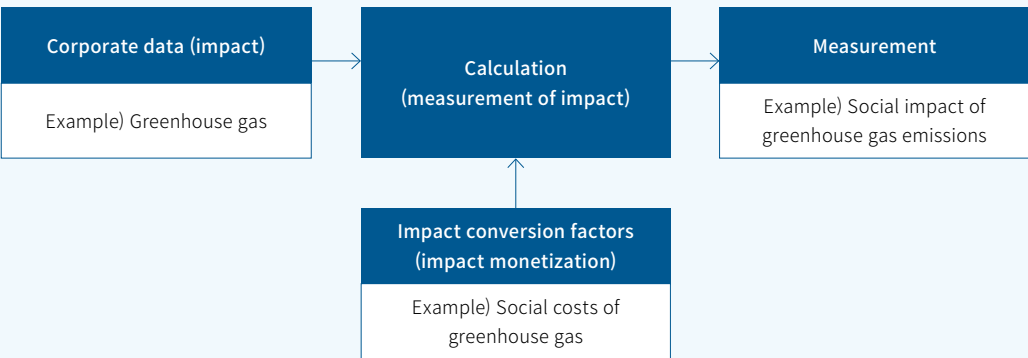 Corporate data (impact)
Example) Greenhouse gas
Calculation
(measurement of impact)
Measurement
Example) Social impact of
greenhouse gas emissions
Impact conversion factors
(impact monetization)
Example) Social costs of
greenhouse gas